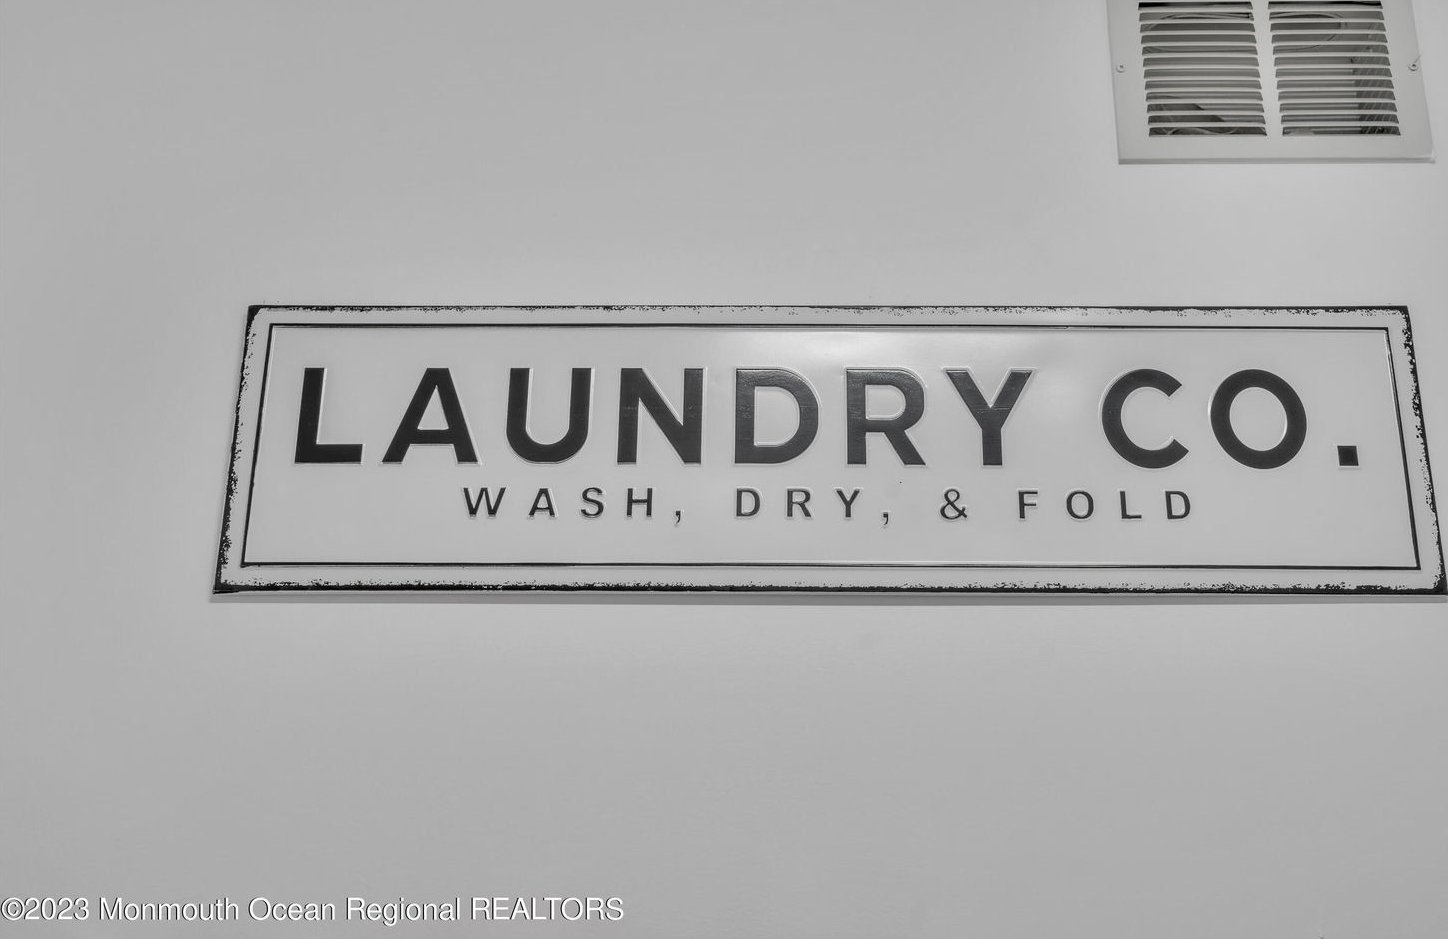 LAUNDRY CO.
WASH, DRY, & FOLD
©2023 Monmouth Ocean Regional REALTORS